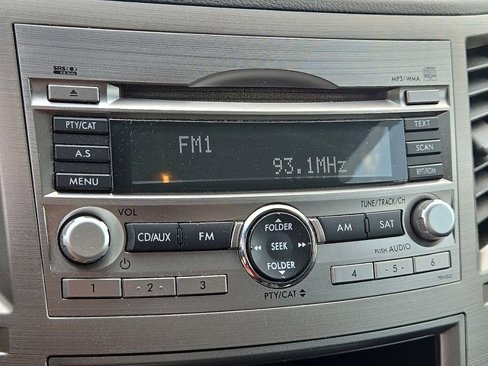 MP3/WMA
PTY/CAT
A.S
MENU
FM1
93.1MHz
TEXT
SCAN
RPT/RDM
VOL
TUNE/TRACK/CH
CD/AUX
FM
FOLDER
SEEK
FOLDER
AM
SAT
PUSH AUDIO
1
2
3
PTY/CAT
4
5
6